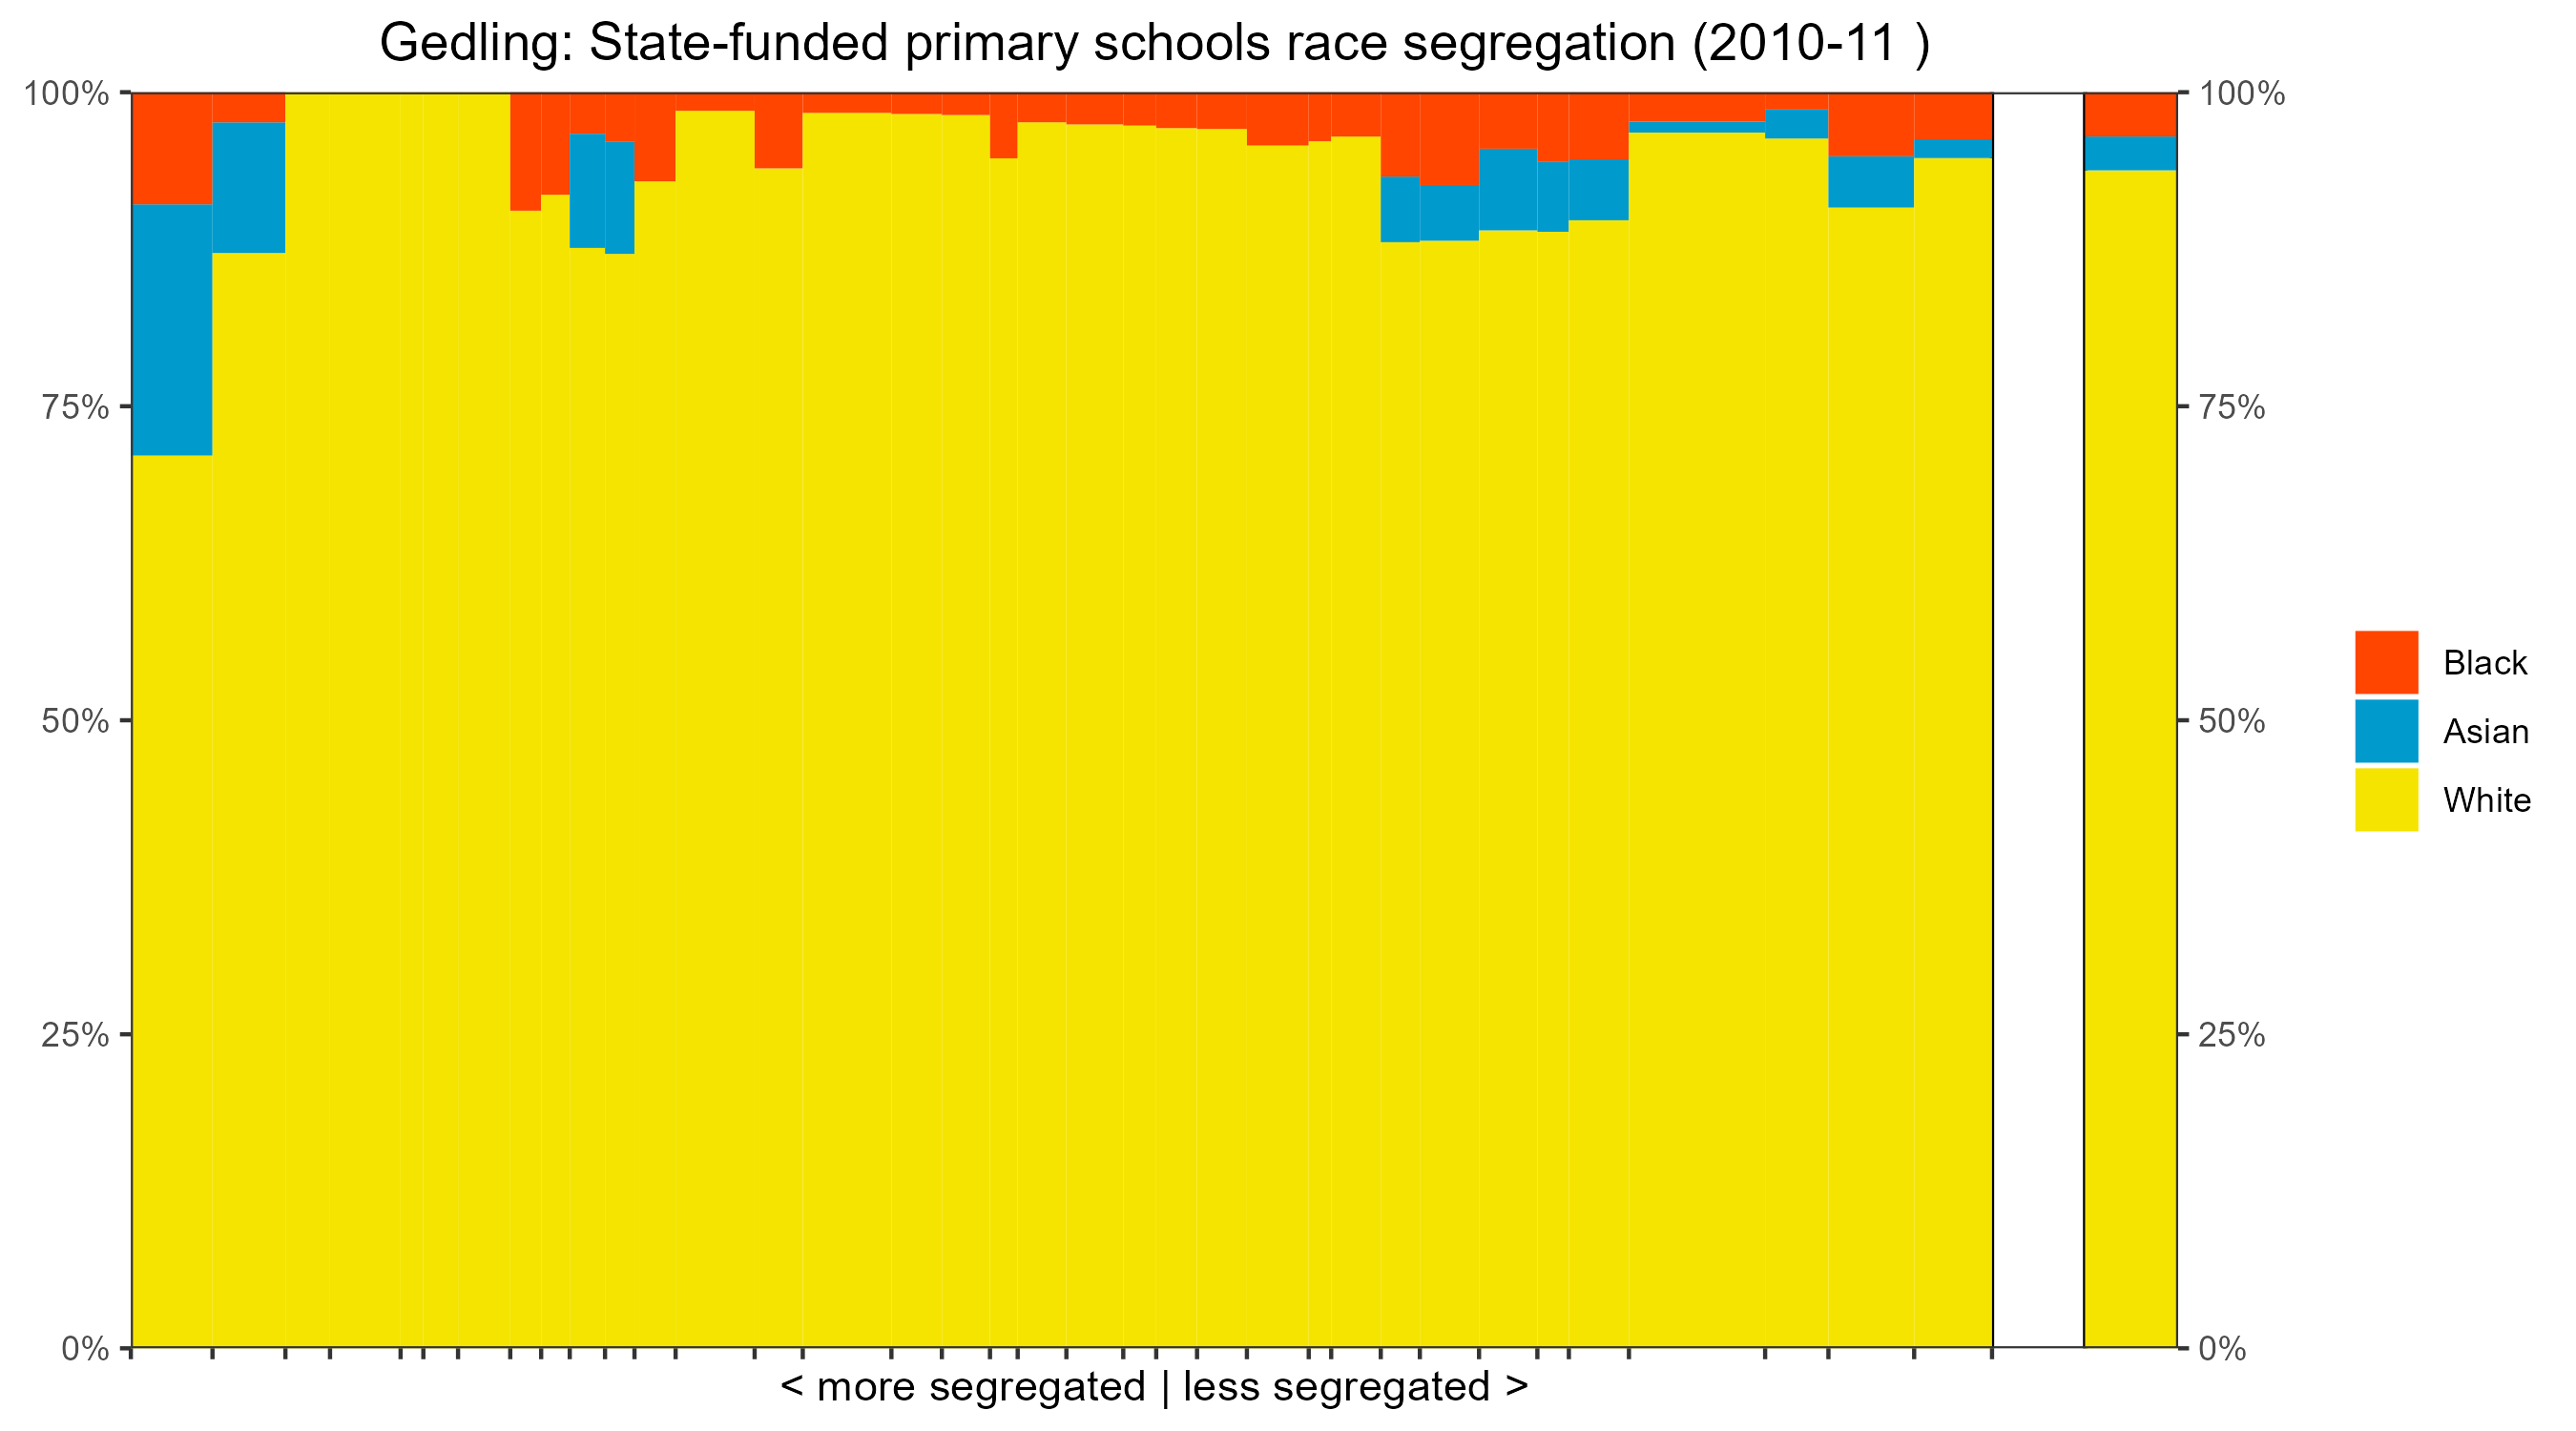 Gedling: State-funded primary schools race segregation (2010-11 )
100%
75%
50%
25%
0%
100%
75%
50%
25%
0%
Black
Asian
White
< more segregated | less segregated >